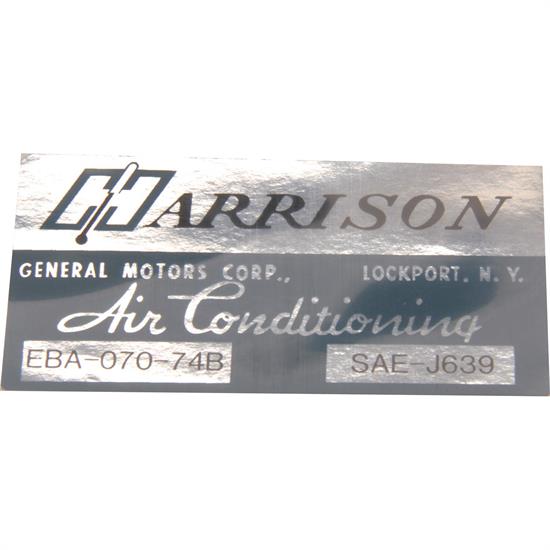 HARRISON
GENERAL MOTORS CORP., LOCKPORT, N. Y.
Air Conditioning
EBA-070-74B SAE-J639